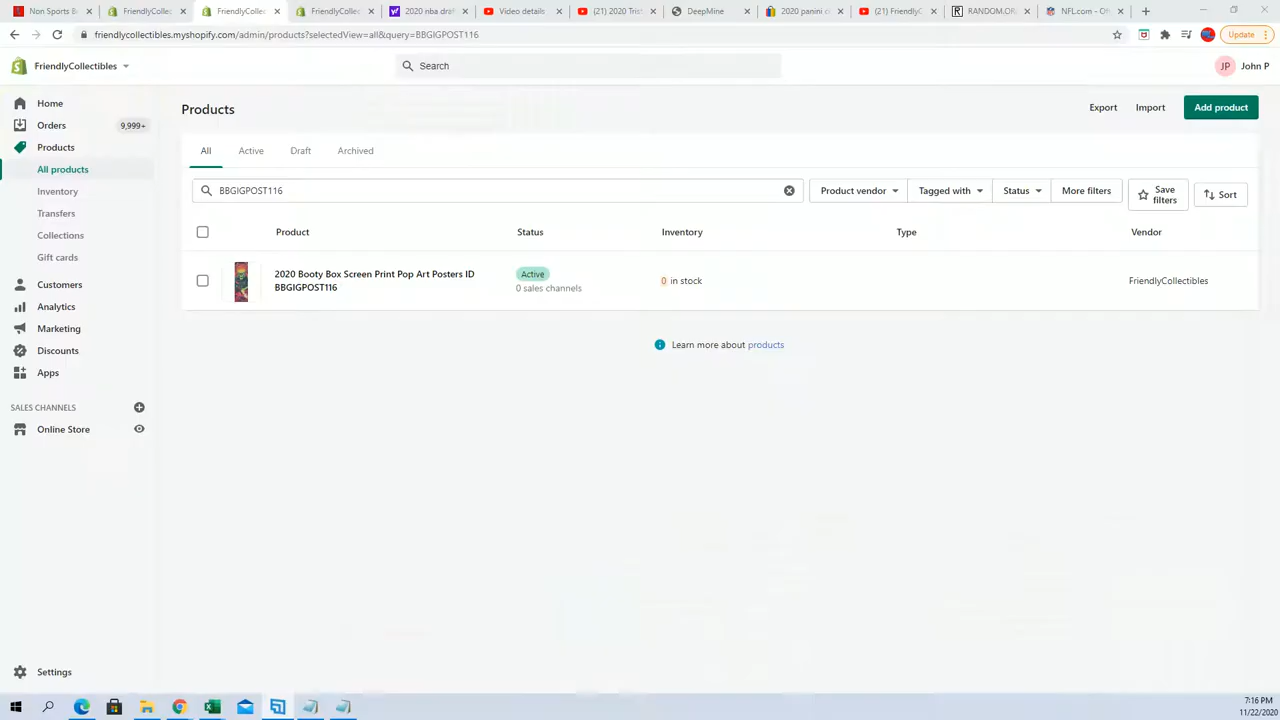 Non Sports B
FriendlyCollec
FriendlyCollec
FriendlyCollec
2020 nba draf
Video details
(21) 2020 Tris
DeepMine
2020 panini c
(21) FriendlyC
RANDOM.OR
NFL.com - Of
friendlycollectibles.myshopify.com/admin/products?selectedView=all&query=BBGIGPOST116
Update
FriendlyCollectibles
Search
JP
John P
Home
Orders
9,999+
Products
All products
Inventory
Transfers
Collections
Gift cards
Customers
Analytics
Marketing
Discounts
Apps
SALES CHANNELS
Online Store
Settings
Products
Export
Import
Add product
All
Active
Draft
Archived
BBGIGPOST116
Product vendor
Tagged with
Status
More filters
Save
filters
Sort
Product
Status
Inventory
Type
Vendor
2020 Booty Box Screen Print Pop Art Posters ID
BBGIGPOST116
Active
0 sales channels
0 in stock
FriendlyCollectibles
Learn more about products
7:16 PM
11/22/2020